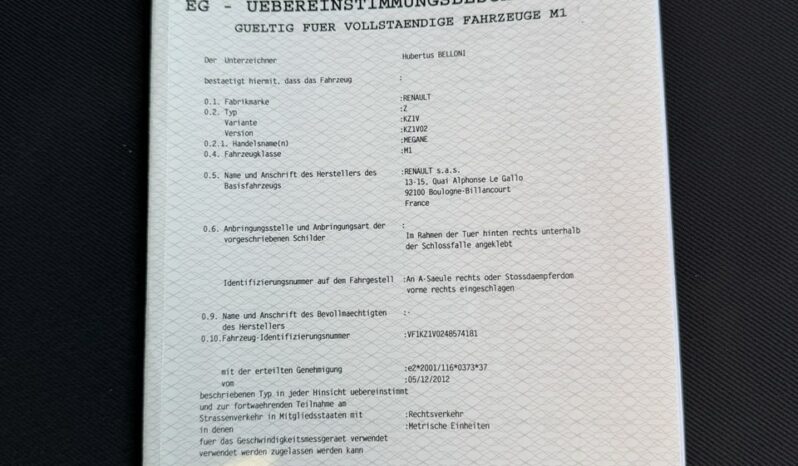 EG - UEBEREINSTIMMUNGSBESCH
GUELTIG FUER VOLLSTAENDIGE FAHRZEUGE M1
Der Unterzeichner Hubertus BELLONI
bestaetigt hiermit, dass das Fahrzeug :
0.1. Fabrikmarke :RENAULT
0.2. Typ :Z
Variante :KZ1V
Version :KZ1V02
0.2.1. Handelsname(n) :MEGANE
0.4. Fahrzeugklasse :M1
0.5. Name und Anschrift des Herstellers des :RENAULT s.a.s.
Basisfahrzeugs 13-15, Quai Alphonse Le Gallo
92100 Boulogne-Billancourt
France
0.6. Anbringungsstelle und Anbringungsart der :
vorgeschriebenen Schilder Im Rahmen der Tuer hinten rechts unterhalb
der Schlossfalle angeklebt
Identifizierungsnummer auf dem Fahrgestell :An A-Saeule rechts oder Stossdaempferdom
vorne rechts eingeschlagen
0.9. Name und Anschrift des Bevollmaechtigten :-
des Herstellers
0.10.Fahrzeug-Identifizierungsnummer :VF1KZ1V0248574181
mit der erteilten Genehmigung :e2*2001/116*0373*37
vom :05/12/2012
beschriebenen Typ in jeder Hinsicht uebereinstimt
und zur fortwaehrenden Teilnahme am
Strassenverkehr in Mitgliedsstaaten mit :Rechtsverkehr
in denen :Metrische Einheiten
fuer das Geschwindigkeitsmessgeraet verwendet
verwendet werden zugelassen werden kann